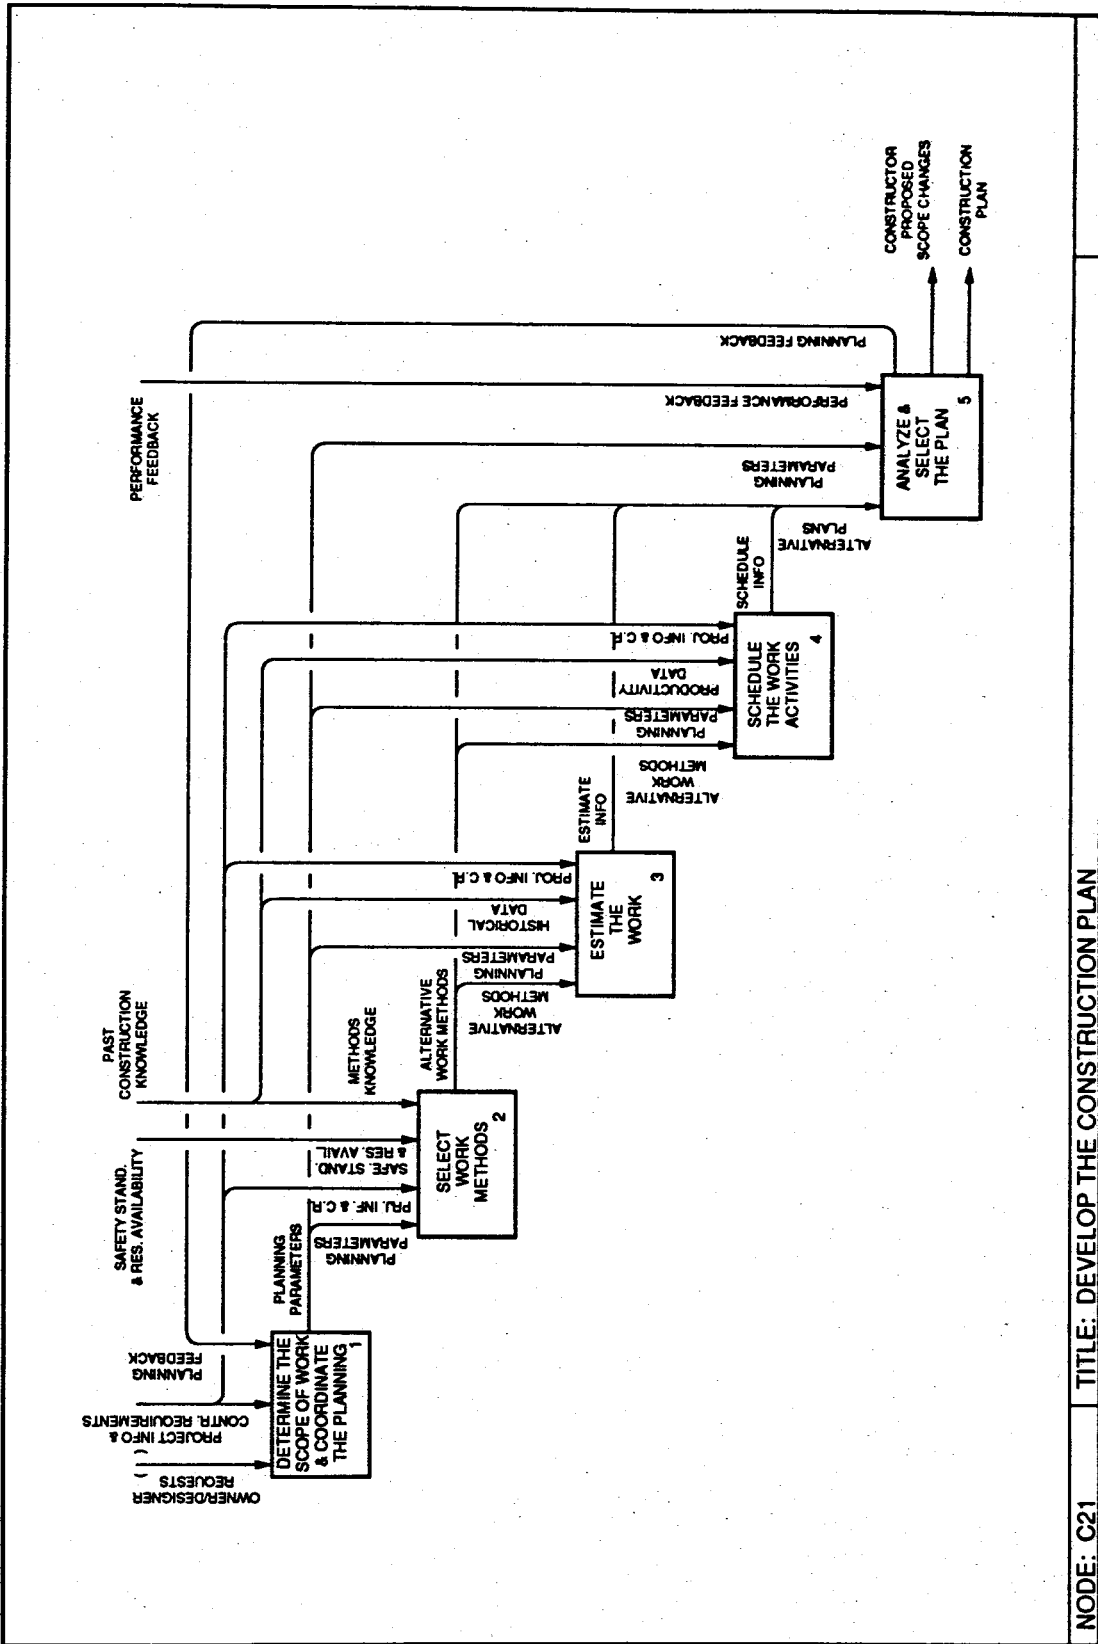 OWNER/DESIGNER
REQUESTS
PROJECT INFO &
CONTR. REQUIREMENTS
PLANNING
FEEDBACK
SAFETY STAND.
& RES. AVAILABILITY
PAST
CONSTRUCTION
KNOWLEDGE
PERFORMANCE
FEEDBACK
DETERMINE THE
SCOPE OF WORK
& COORDINATE
THE PLANNING
1
PLANNING
PARAMETERS
PLANNING
PARAMETERS
PRJ. INF. & C.R.
SAFE. STAND.
& RES. AVAIL.
METHODS
KNOWLEDGE
SELECT
WORK
METHODS
2
ALTERNATIVE
WORK METHODS
ALTERNATIVE
WORK
METHODS
PLANNING
PARAMETERS
HISTORICAL
DATA
PROJ. INFO & C.R.
ESTIMATE
THE
WORK
3
ESTIMATE
INFO
ALTERNATIVE
WORK
METHODS
PLANNING
PARAMETERS
PRODUCTIVITY
DATA
PROJ. INFO & C.R.
SCHEDULE
THE WORK
ACTIVITIES
4
SCHEDULE
INFO
ALTERNATIVE
PLANS
PLANNING
PARAMETERS
PERFORMANCE FEEDBACK
PLANNING FEEDBACK
ANALYZE &
SELECT
THE PLAN
5
CONSTRUCTOR
PROPOSED
SCOPE CHANGES
CONSTRUCTION
PLAN
NODE: C21
TITLE: DEVELOP THE CONSTRUCTION PLAN